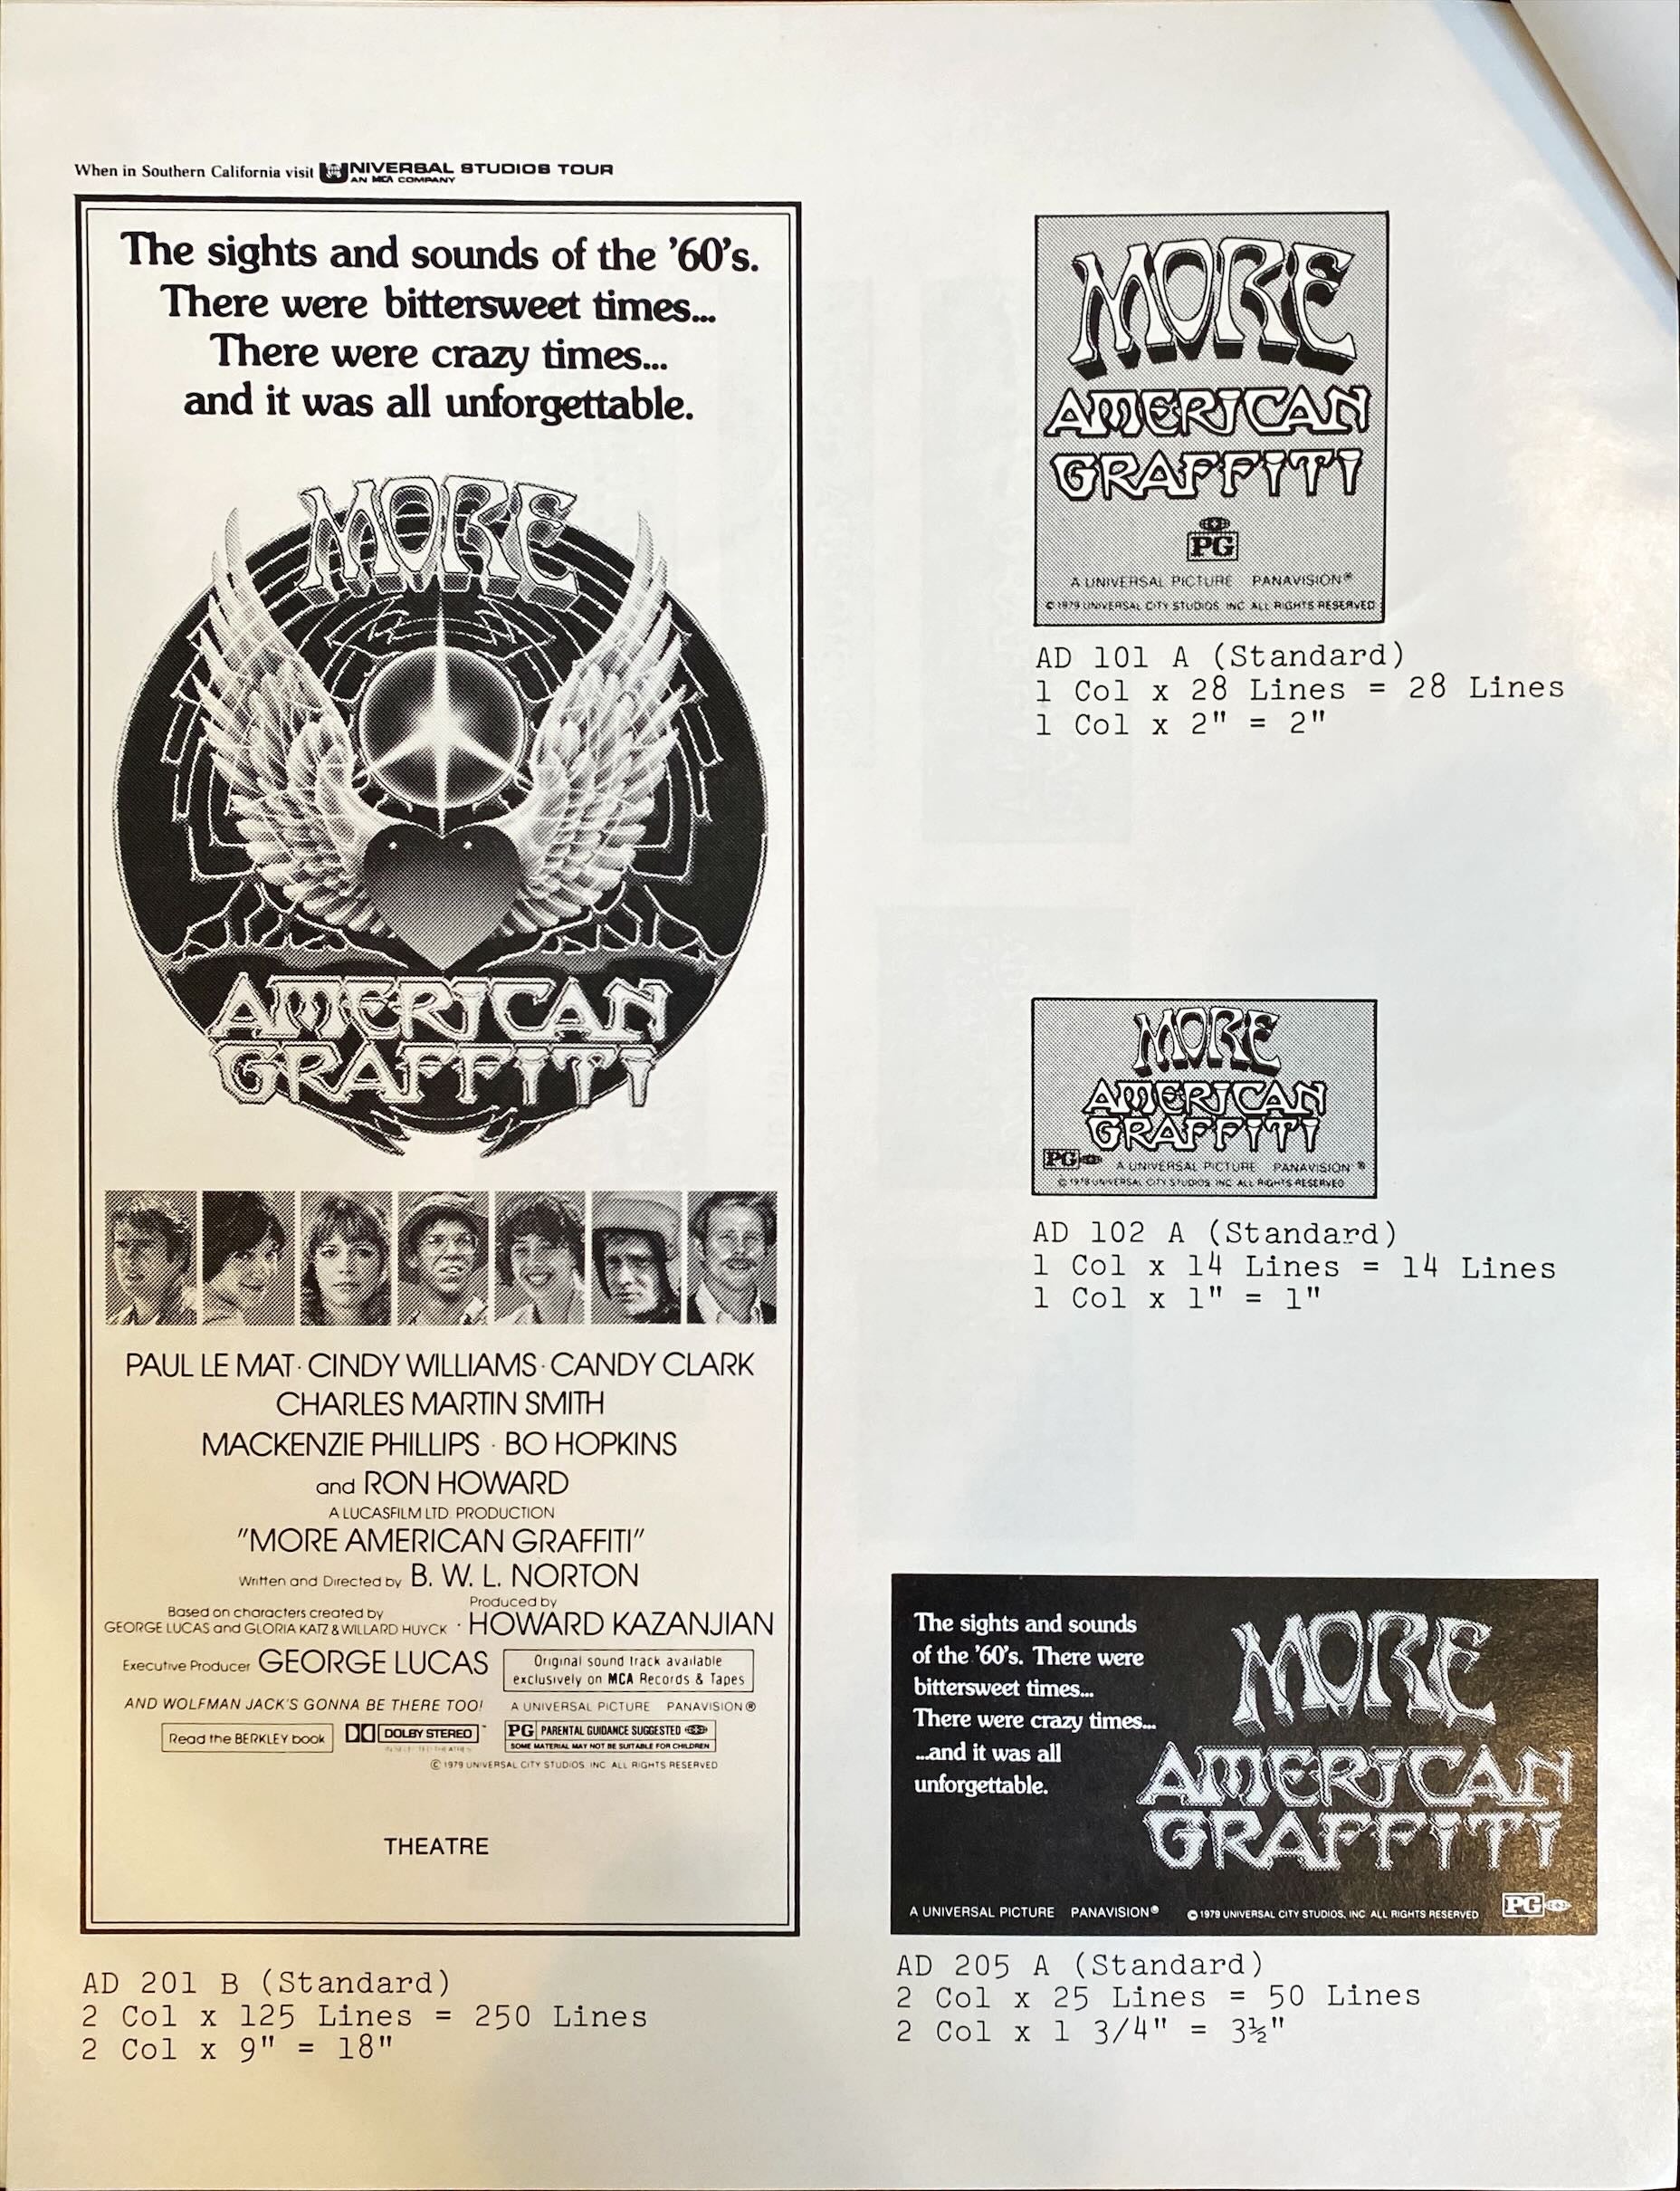 When in Southern California visit UNIVERSAL STUDIOS TOUR
AN MCA COMPANY
The sights and sounds of the '60's.
There were bittersweet times...
There were crazy times...
and it was all unforgettable.
MORE
AMERICAN
GRAFFITI
PAUL LE MAT · CINDY WILLIAMS · CANDY CLARK
CHARLES MARTIN SMITH
MACKENZIE PHILLIPS · BO HOPKINS
and RON HOWARD
A LUCASFILM LTD. PRODUCTION
"MORE AMERICAN GRAFFITI"
Written and Directed by B. W. L. NORTON
Based on characters created by
GEORGE LUCAS and GLORIA KATZ & WILLARD HUYCK ·
Produced by
HOWARD KAZANJIAN
Executive Producer GEORGE LUCAS
Original sound track available
exclusively on MCA Records & Tapes
AND WOLFMAN JACK'S GONNA BE THERE TOO!
A UNIVERSAL PICTURE PANAVISION®
Read the BERKLEY book
DOLBY STEREO™
PG PARENTAL GUIDANCE SUGGESTED
SOME MATERIAL MAY NOT BE SUITABLE FOR CHILDREN
© 1979 UNIVERSAL CITY STUDIOS, INC. ALL RIGHTS RESERVED
THEATRE
AD 201 B (Standard)
2 Col x 125 Lines = 250 Lines
2 Col x 9" = 18"
MORE
AMERICAN
GRAFFITI
PG
A UNIVERSAL PICTURE PANAVISION®
© 1979 UNIVERSAL CITY STUDIOS, INC. ALL RIGHTS RESERVED
AD 101 A (Standard)
1 Col x 28 Lines = 28 Lines
1 Col x 2" = 2"
MORE
AMERICAN
GRAFFITI
PG
A UNIVERSAL PICTURE PANAVISION®
© 1979 UNIVERSAL CITY STUDIOS, INC. ALL RIGHTS RESERVED
AD 102 A (Standard)
1 Col x 14 Lines = 14 Lines
1 Col x 1" = 1"
The sights and sounds
of the '60's. There were
bittersweet times...
There were crazy times...
...and it was all
unforgettable.
MORE
AMERICAN
GRAFFITI
A UNIVERSAL PICTURE PANAVISION®
© 1979 UNIVERSAL CITY STUDIOS, INC. ALL RIGHTS RESERVED
PG
AD 205 A (Standard)
2 Col x 25 Lines = 50 Lines
2 Col x 1 3/4" = 3½"